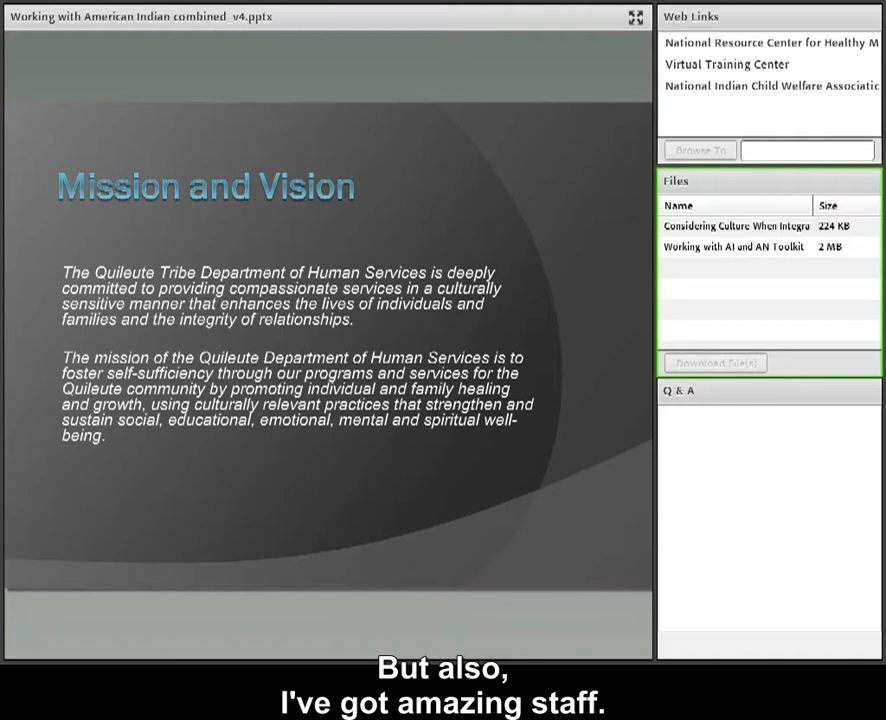 Working with American Indian combined_v4.pptx
Mission and Vision
The Quileute Tribe Department of Human Services is deeply
committed to providing compassionate services in a culturally
sensitive manner that enhances the lives of individuals and
families and the integrity of relationships.
The mission of the Quileute Department of Human Services is to
foster self-sufficiency through our programs and services for the
Quileute community by promoting individual and family healing
and growth, using culturally relevant practices that strengthen and
sustain social, educational, emotional, mental and spiritual well-
being.
Web Links
National Resource Center for Healthy M
Virtual Training Center
National Indian Child Welfare Associatic
Browse To
Files
Name Size
Considering Culture When Integra 224 KB
Working with AI and AN Toolkit 2 MB
Download File(s)
Q & A
But also,
I've got amazing staff.